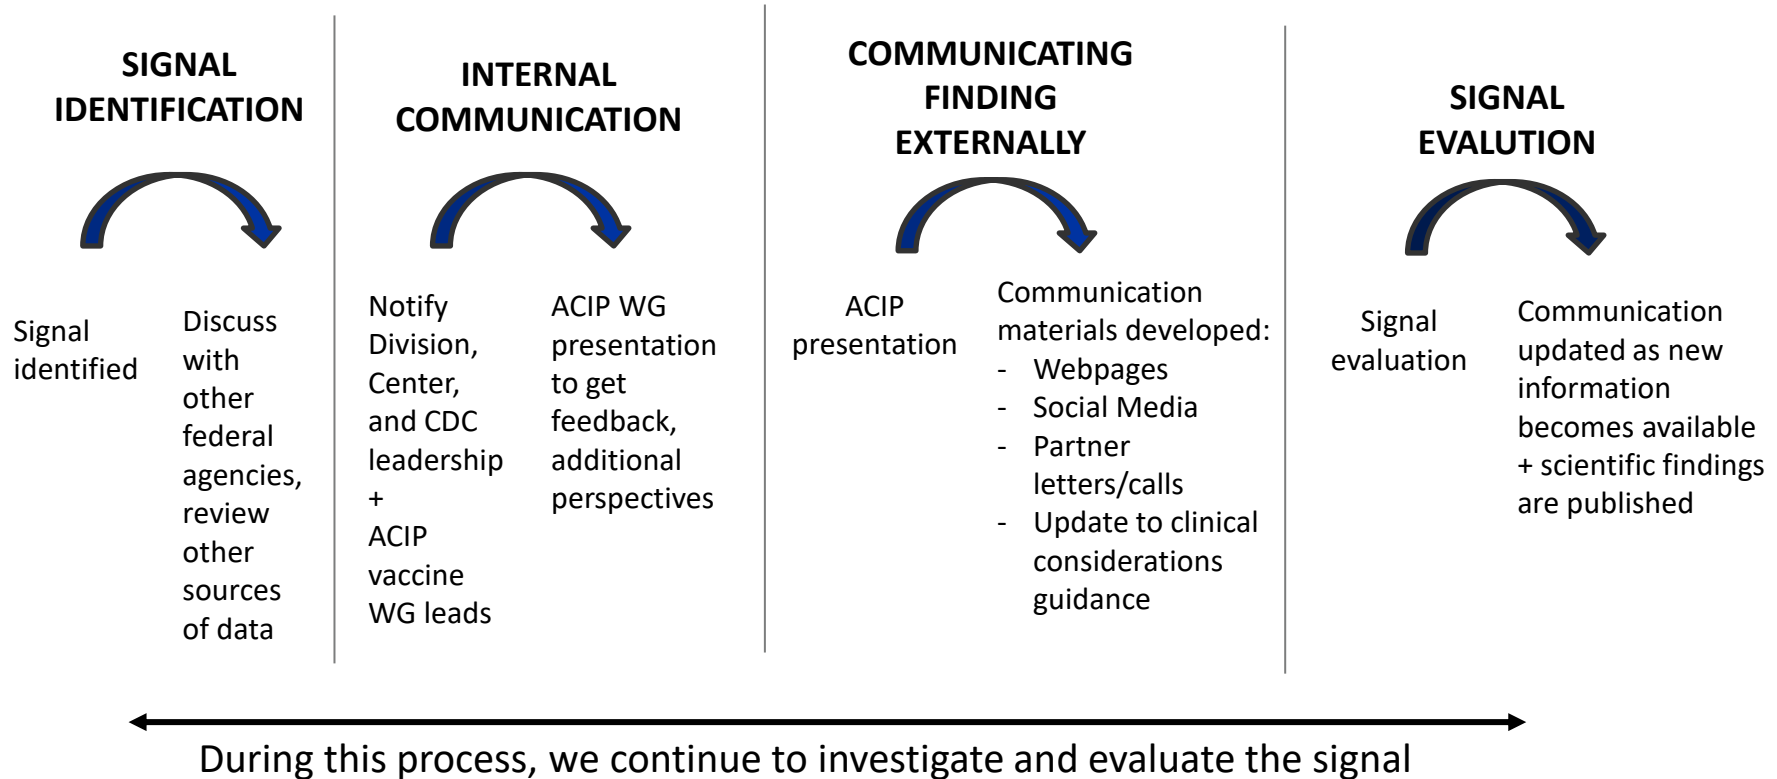 SIGNAL
IDENTIFICATION
Signal
identified
Discuss
with
other
federal
agencies,
review
other
sources
of data
INTERNAL
COMMUNICATION
Notify
Division,
Center,
and CDC
leadership
+
ACIP
vaccine
WG leads
ACIP WG
presentation
to get
feedback,
additional
perspectives
COMMUNICATING
FINDING
EXTERNALLY
ACIP
presentation
Communication
materials developed:
- Webpages
- Social Media
- Partner
letters/calls
- Update to clinical
considerations
guidance
SIGNAL
EVALUTION
Signal
evaluation
Communication
updated as new
information
becomes available
+ scientific findings
are published
During this process, we continue to investigate and evaluate the signal